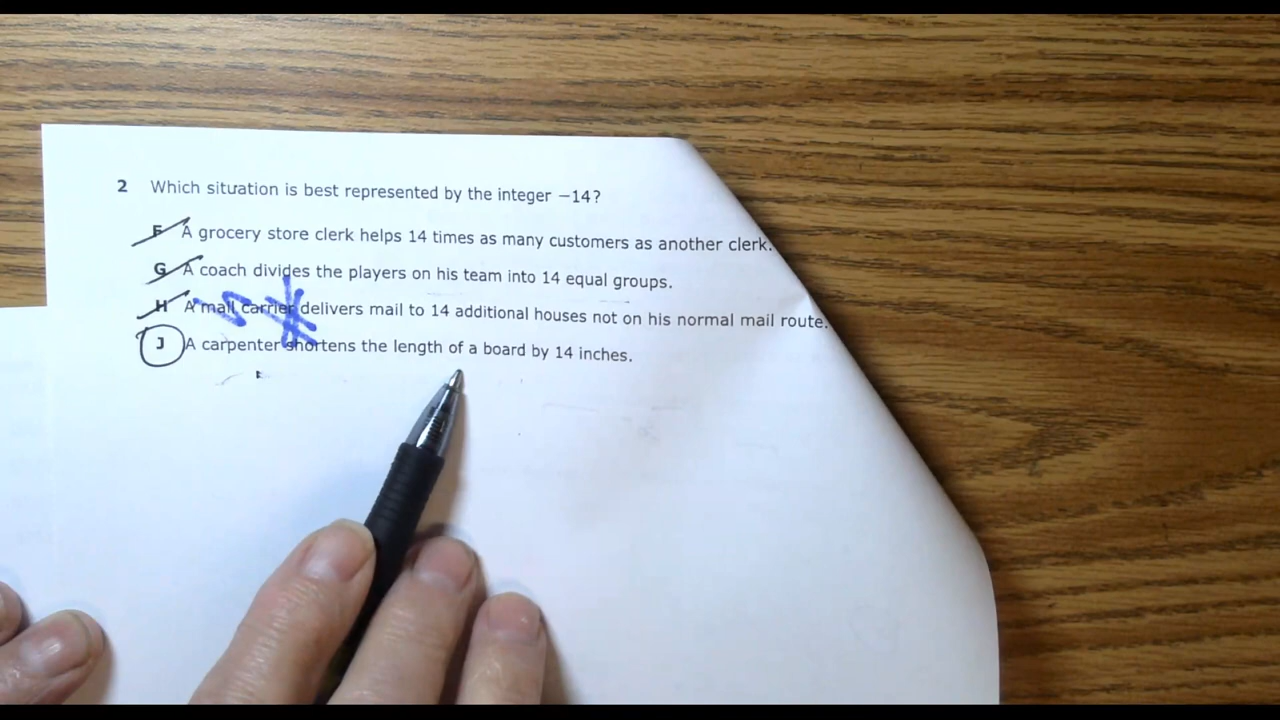 2 Which situation is best represented by the integer −14?
F A grocery store clerk helps 14 times as many customers as another clerk.
G A coach divides the players on his team into 14 equal groups.
H A mail carrier delivers mail to 14 additional houses not on his normal mail route.
J A carpenter shortens the length of a board by 14 inches.